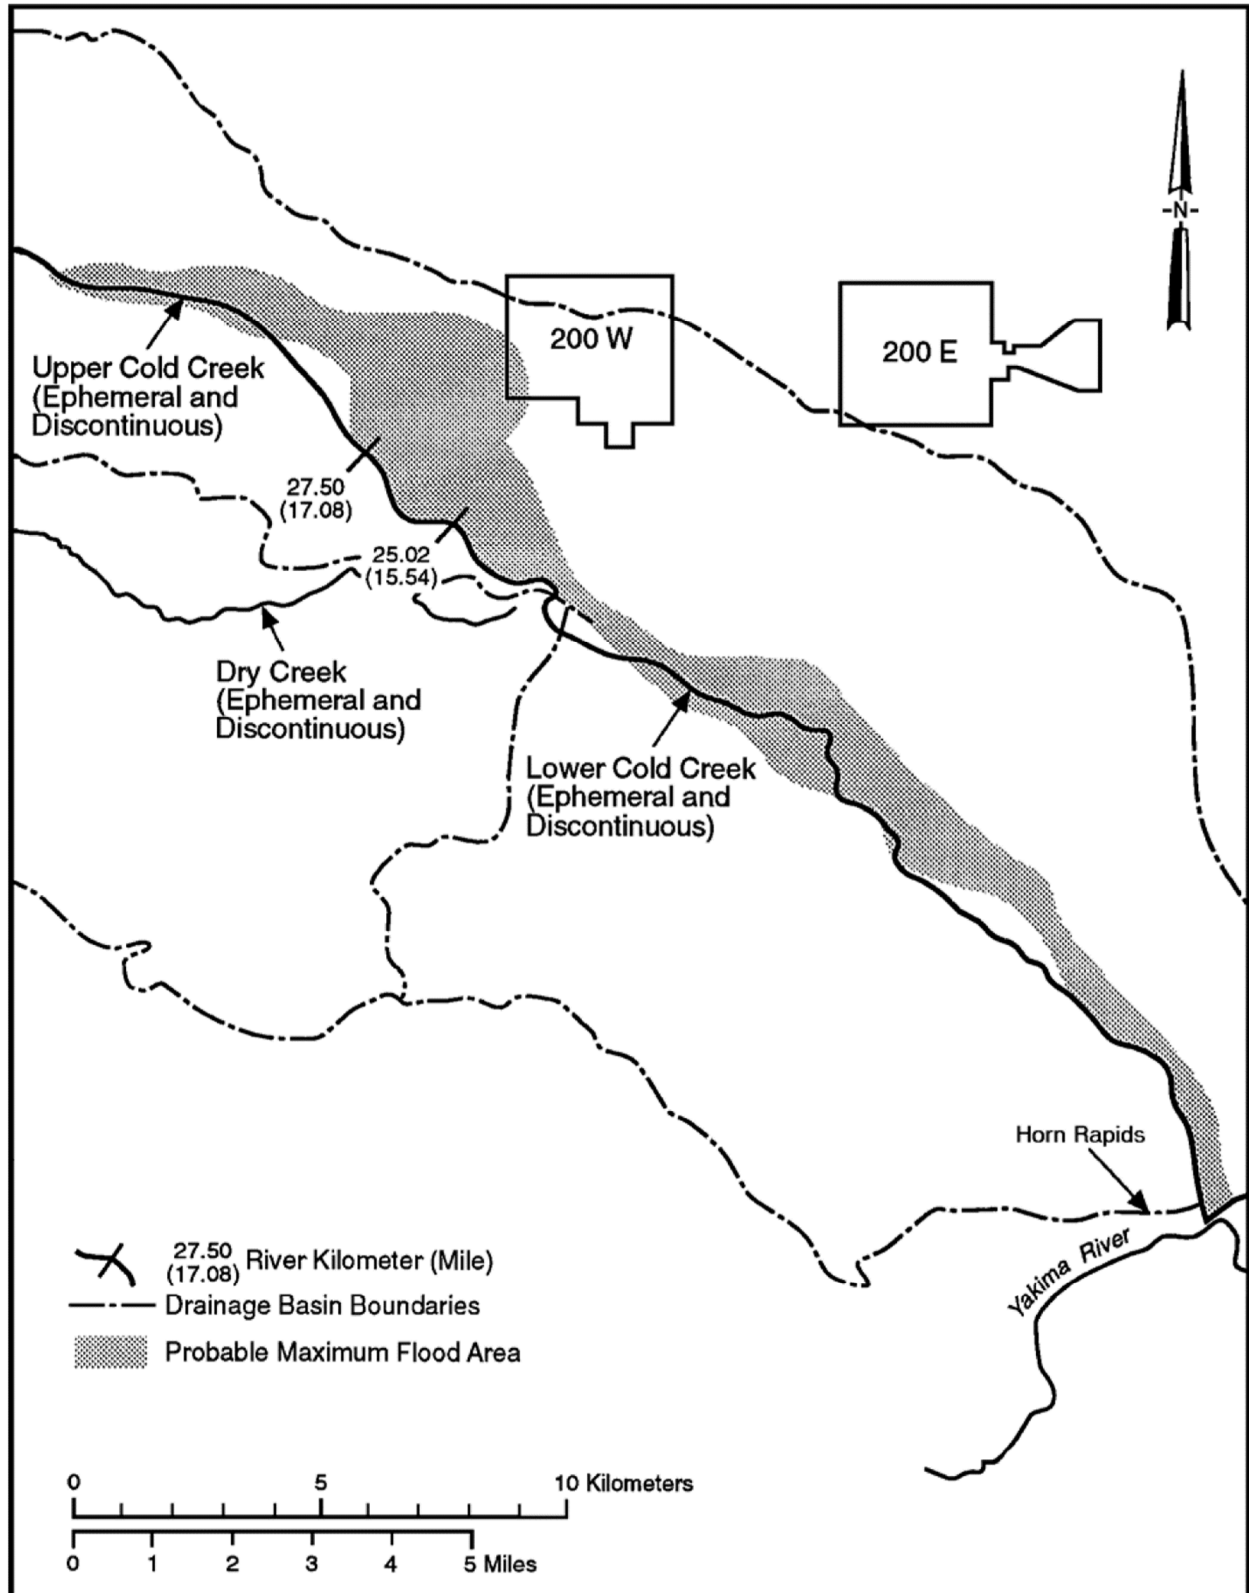 -N-
200 W
200 E
Upper Cold Creek
(Ephemeral and
Discontinuous)
27.50
(17.08)
25.02
(15.54)
Dry Creek
(Ephemeral and
Discontinuous)
Lower Cold Creek
(Ephemeral and
Discontinuous)
Horn Rapids
Yakima River
27.50
(17.08)
River Kilometer (Mile)
Drainage Basin Boundaries
Probable Maximum Flood Area
0 5 10 Kilometers
0 1 2 3 4 5 Miles